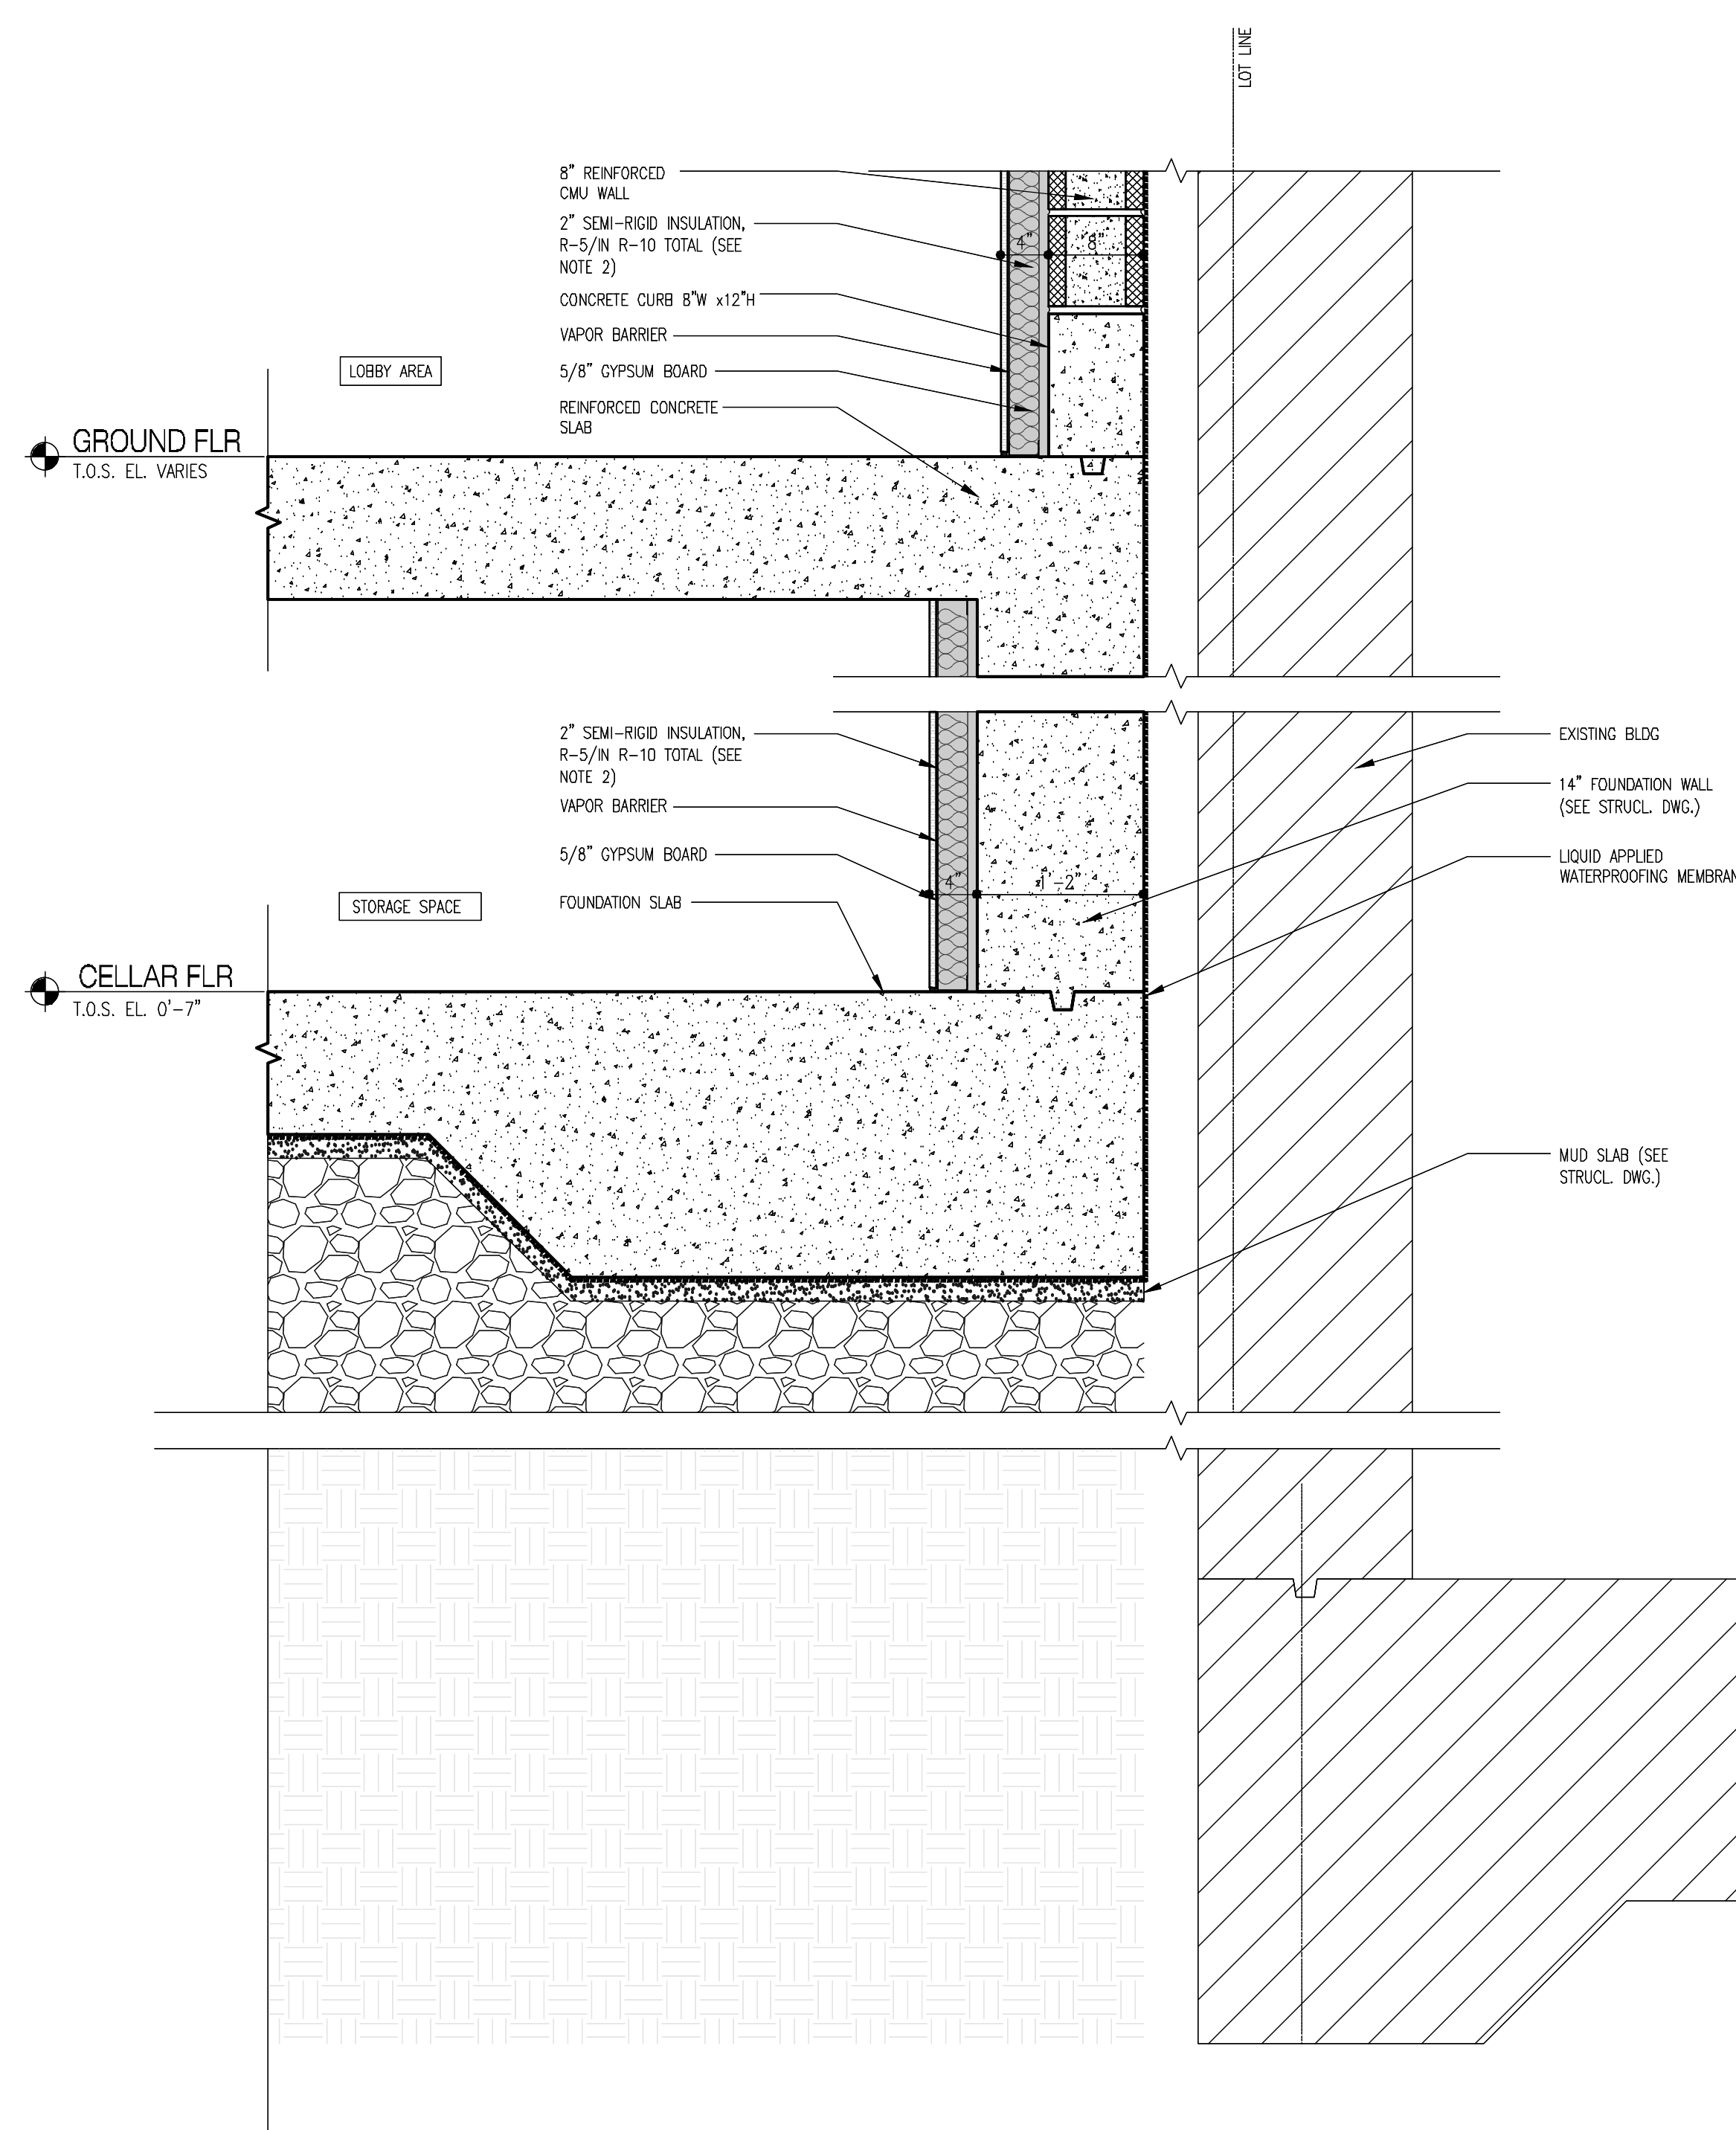 LOT LINE
8" REINFORCED
CMU WALL
2" SEMI-RIGID INSULATION,
R-5/IN R-10 TOTAL (SEE
NOTE 2)
4"
8"
CONCRETE CURB 8"W x12"H
VAPOR BARRIER
LOBBY AREA
5/8" GYPSUM BOARD
REINFORCED CONCRETE
SLAB
GROUND FLR
T.O.S. EL. VARIES
2" SEMI-RIGID INSULATION,
R-5/IN R-10 TOTAL (SEE
NOTE 2)
VAPOR BARRIER
5/8" GYPSUM BOARD
4"
1'-2"
FOUNDATION SLAB
STORAGE SPACE
CELLAR FLR
T.O.S. EL. 0'-7"
EXISTING BLDG
14" FOUNDATION WALL
(SEE STRUCL. DWG.)
LIQUID APPLIED
WATERPROOFING MEMBRAN
MUD SLAB (SEE
STRUCL. DWG.)